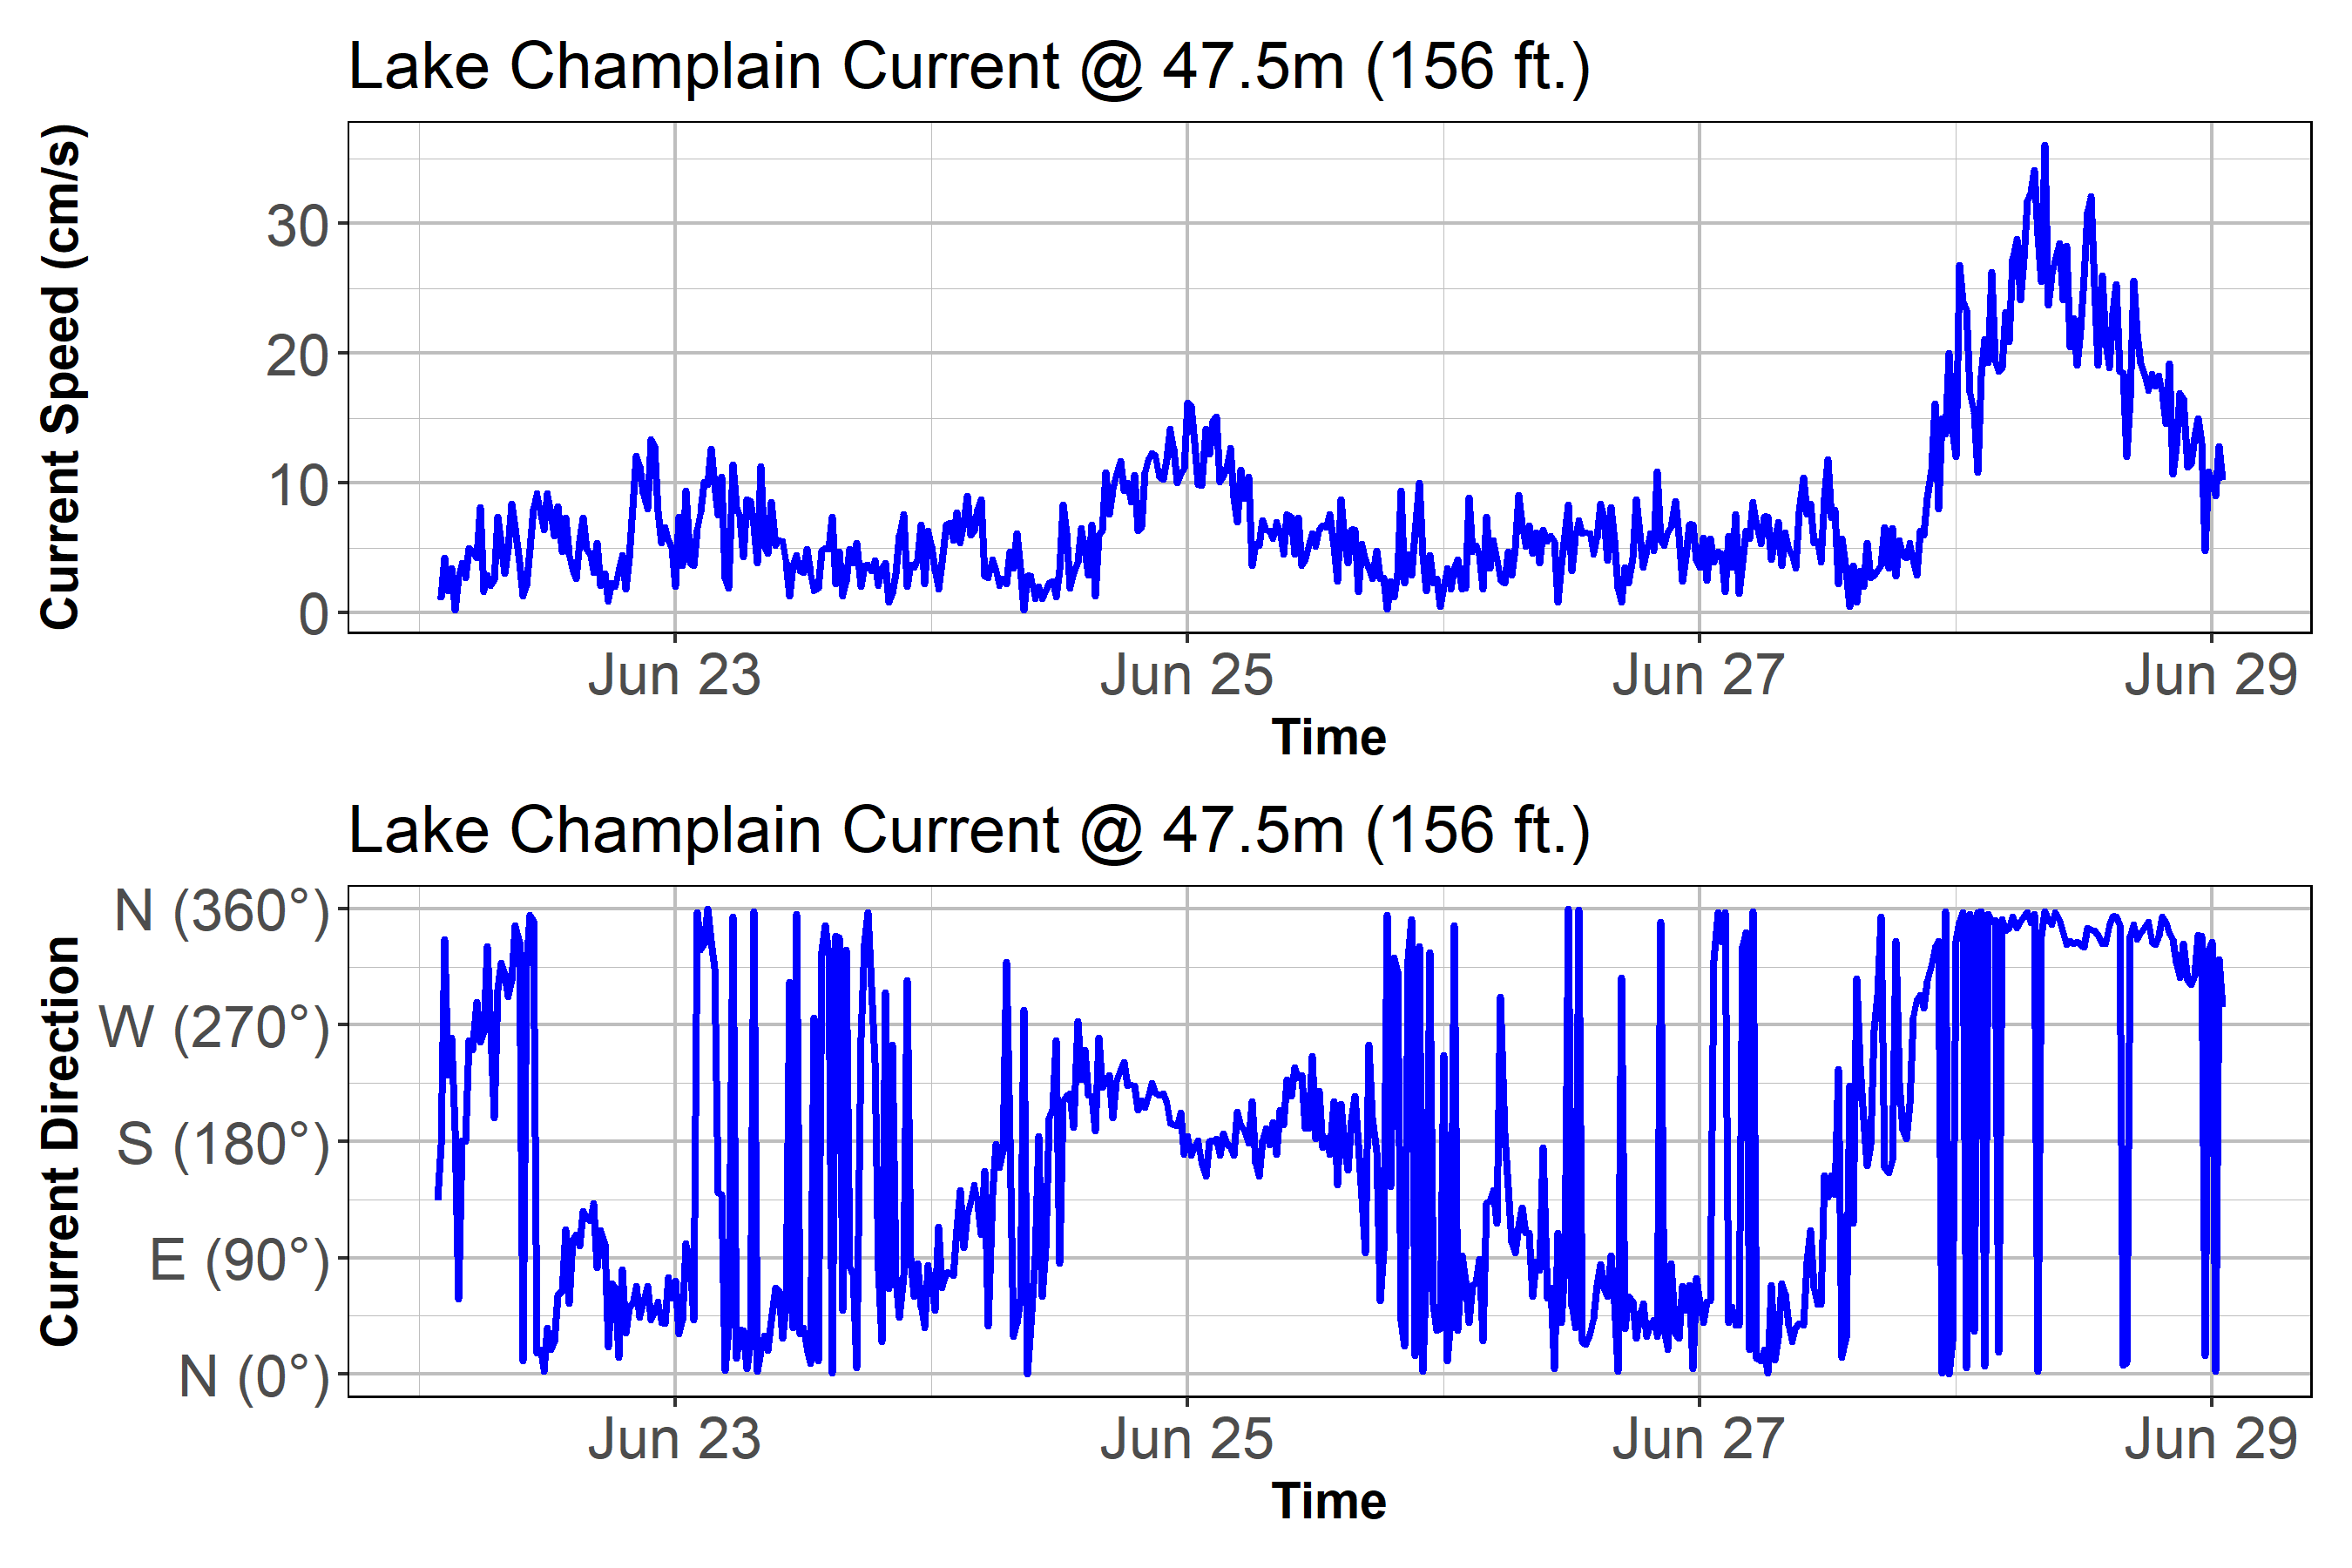 Lake Champlain Current @ 47.5m (156 ft.)
Current Speed (cm/s)
30
20
10
0
Jun 23 Jun 25 Jun 27 Jun 29
Time
Lake Champlain Current @ 47.5m (156 ft.)
Current Direction
N (360°)
W (270°)
S (180°)
E (90°)
N (0°)
Jun 23 Jun 25 Jun 27 Jun 29
Time